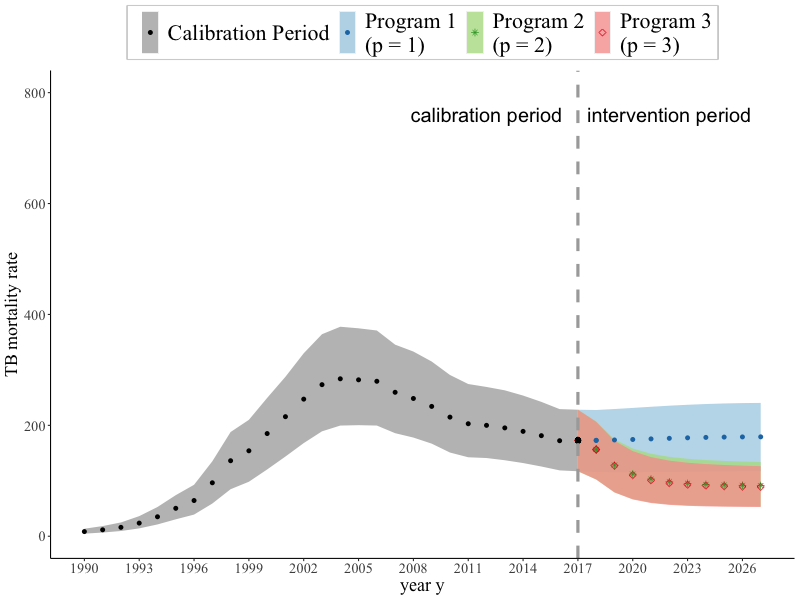 Calibration Period
Program 1
(p = 1)
Program 2
(p = 2)
Program 3
(p = 3)
calibration period
intervention period
TB mortality rate
800
600
400
200
0
1990 1993 1996 1999 2002 2005 2008 2011 2014 2017 2020 2023 2026
year y